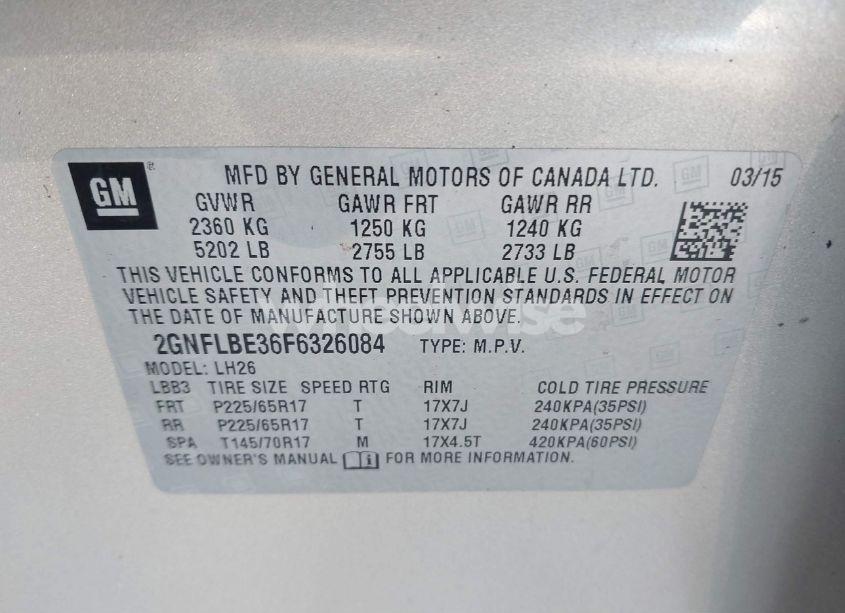 GM
MFD BY GENERAL MOTORS OF CANADA LTD. 03/15
GVWR GAWR FRT GAWR RR
2360 KG 1250 KG 1240 KG
5202 LB 2755 LB 2733 LB
THIS VEHICLE CONFORMS TO ALL APPLICABLE U.S. FEDERAL MOTOR
VEHICLE SAFETY AND THEFT PREVENTION STANDARDS IN EFFECT ON
THE DATE OF MANUFACTURE SHOWN ABOVE.
wheelwise
2GNFLBE36F6326084 TYPE: M.P.V.
MODEL: LH26
LBB3 TIRE SIZE SPEED RTG RIM COLD TIRE PRESSURE
FRT P225/65R17 T 17X7J 240KPA(35PSI)
RR P225/65R17 T 17X7J 240KPA(35PSI)
SPA T145/70R17 M 17X4.5T 420KPA(60PSI)
SEE OWNER'S MANUAL i FOR MORE INFORMATION.